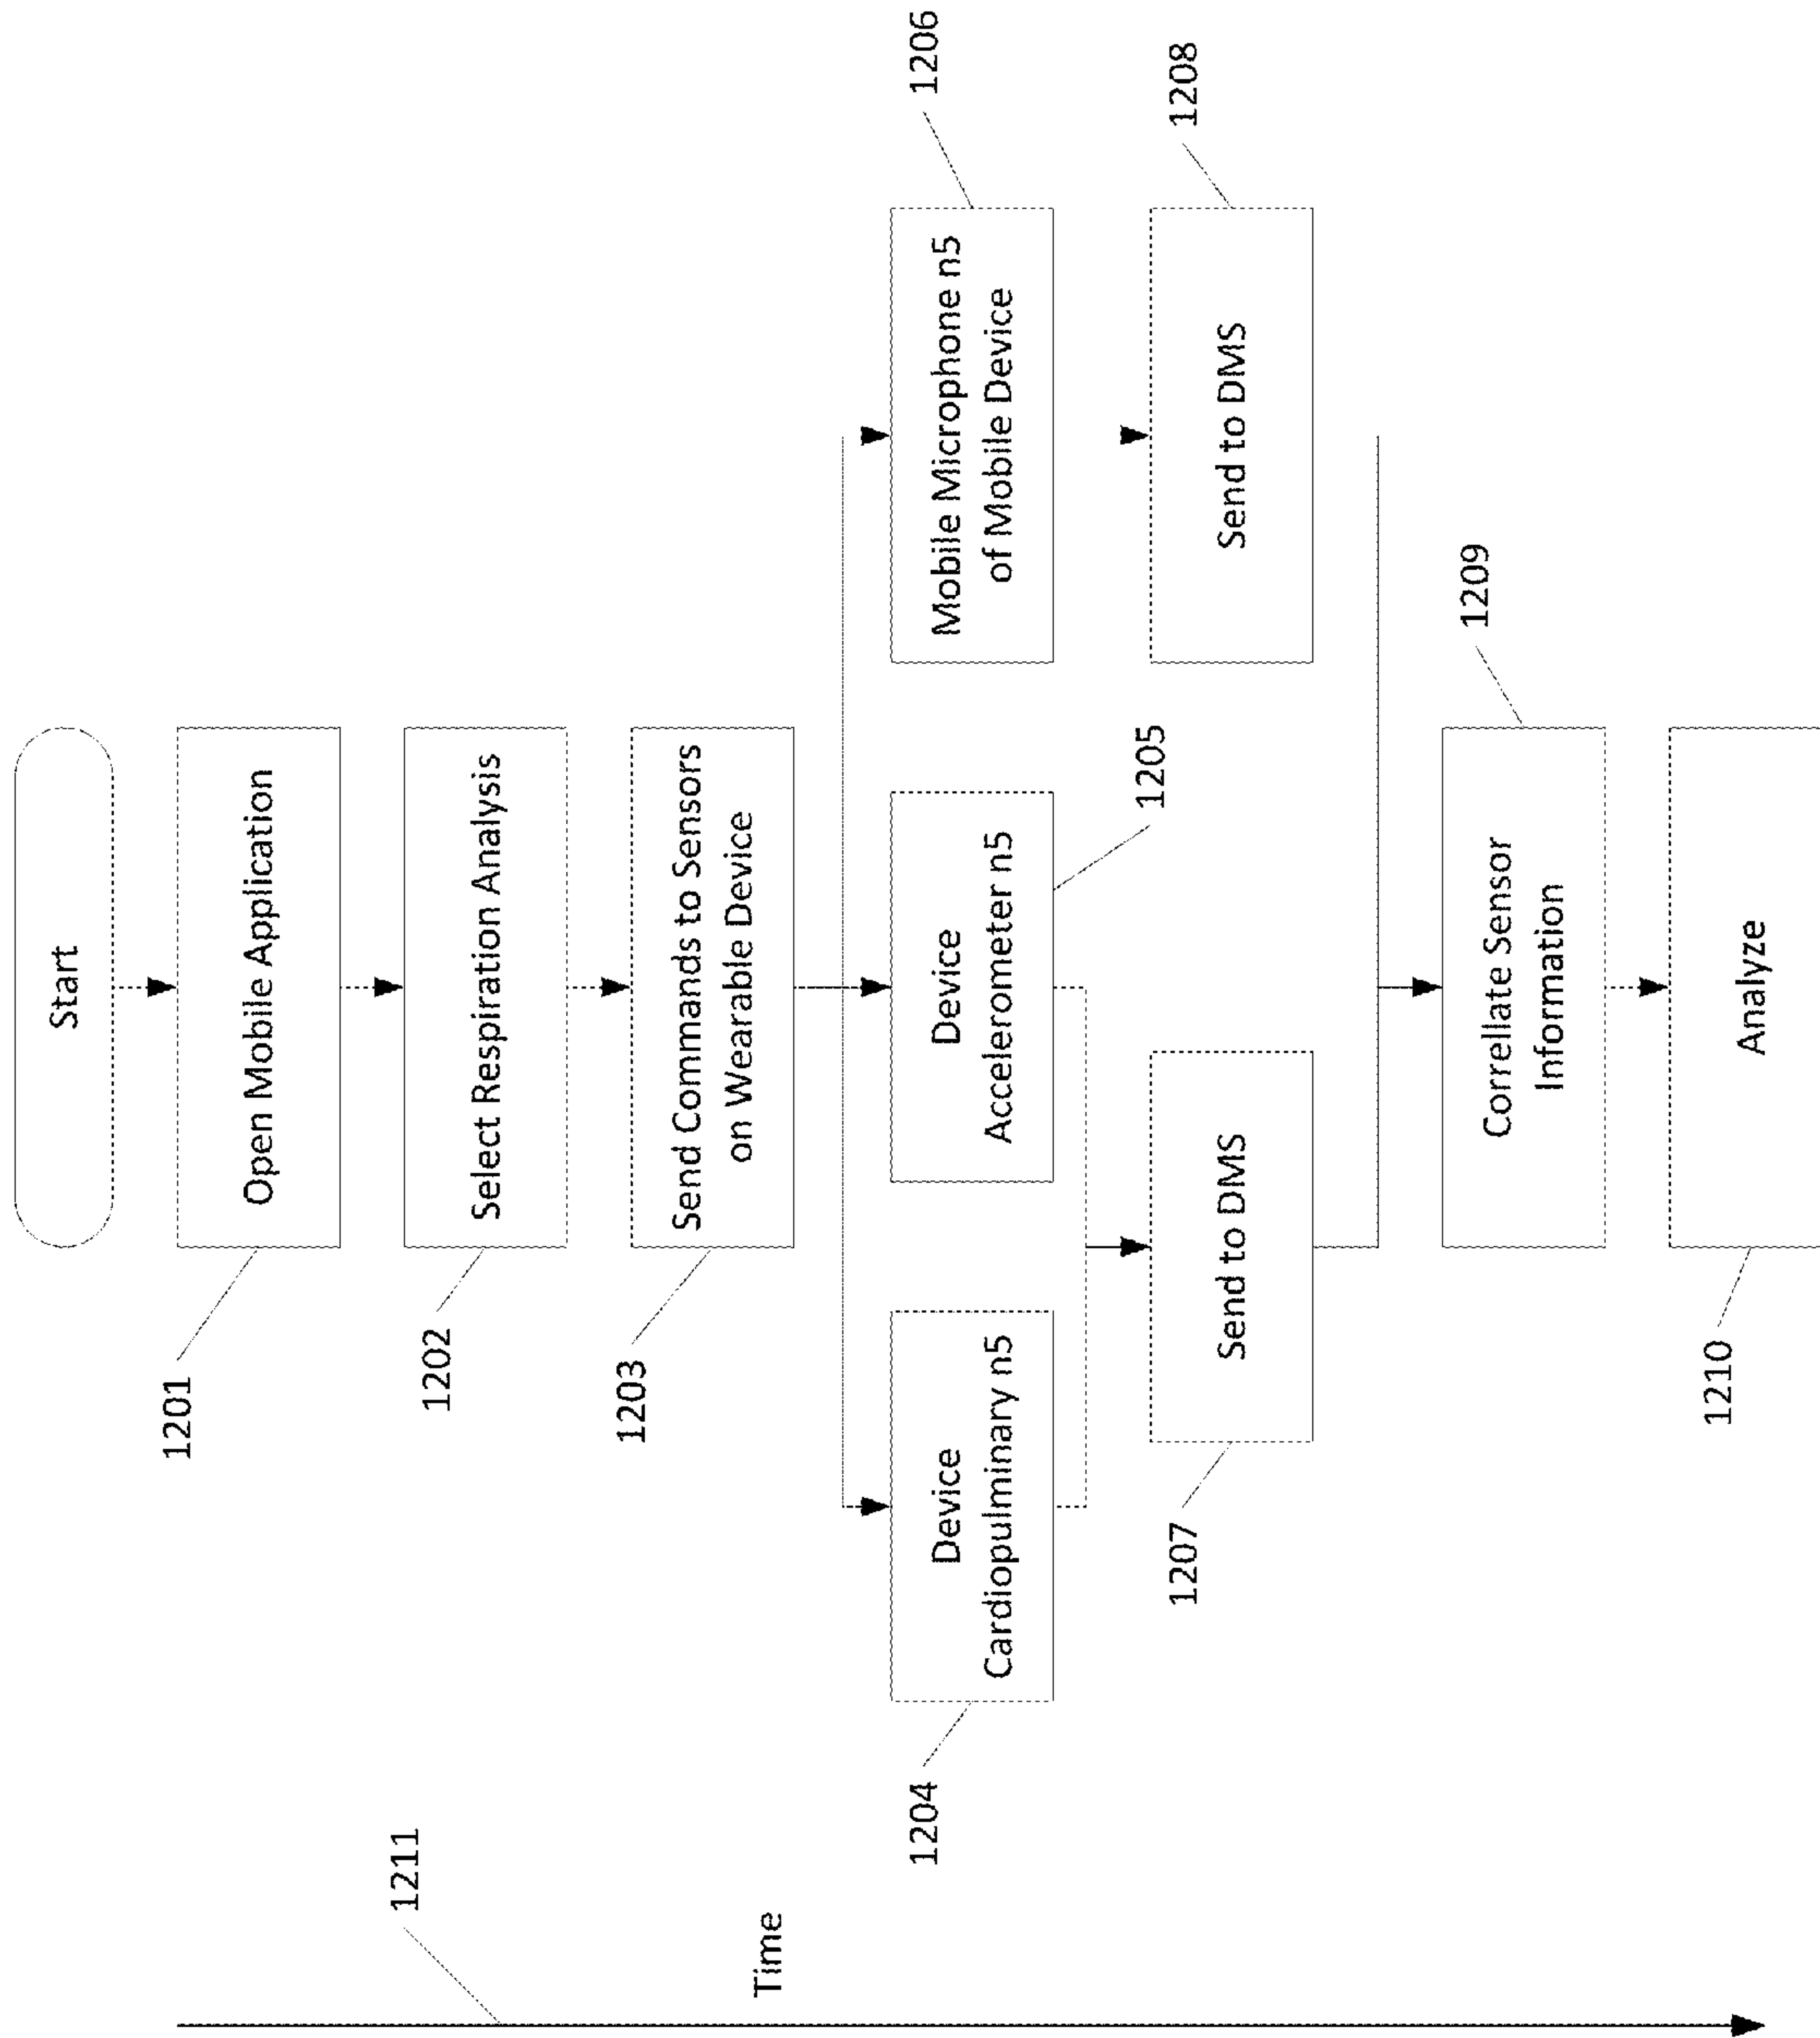 Start
Open Mobile Application
1201
Select Respiration Analysis
1202
Send Commands to Sensors
on Wearable Device
1203
Device
Cardiopulminary n5
1204
Device
Accelerometer n5
1205
Mobile Microphone n5
of Mobile Device
1206
Send to DMS
1207
Send to DMS
1208
Correllate Sensor
Information
1209
Analyze
1210
Time
1211